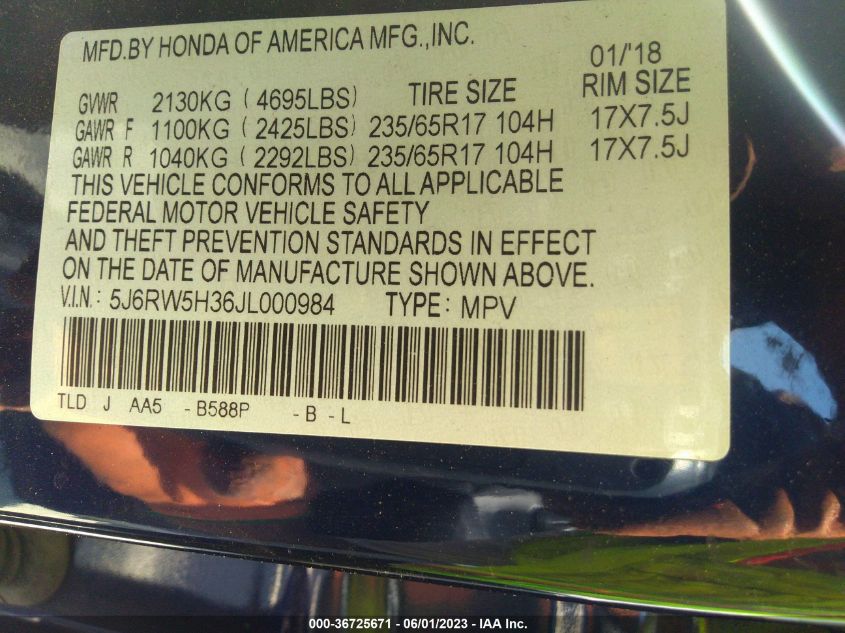 MFD.BY HONDA OF AMERICA MFG.,INC.
01/'18
GVWR 2130KG ( 4695LBS) TIRE SIZE RIM SIZE
GAWR F 1100KG ( 2425LBS) 235/65R17 104H 17X7.5J
GAWR R 1040KG ( 2292LBS) 235/65R17 104H 17X7.5J
THIS VEHICLE CONFORMS TO ALL APPLICABLE
FEDERAL MOTOR VEHICLE SAFETY
AND THEFT PREVENTION STANDARDS IN EFFECT
ON THE DATE OF MANUFACTURE SHOWN ABOVE.
V.I.N.: 5J6RW5H36JL000984 TYPE: MPV
TLD J AA5 -B588P -B -L
000-36725671 - 06/01/2023 - IAA Inc.